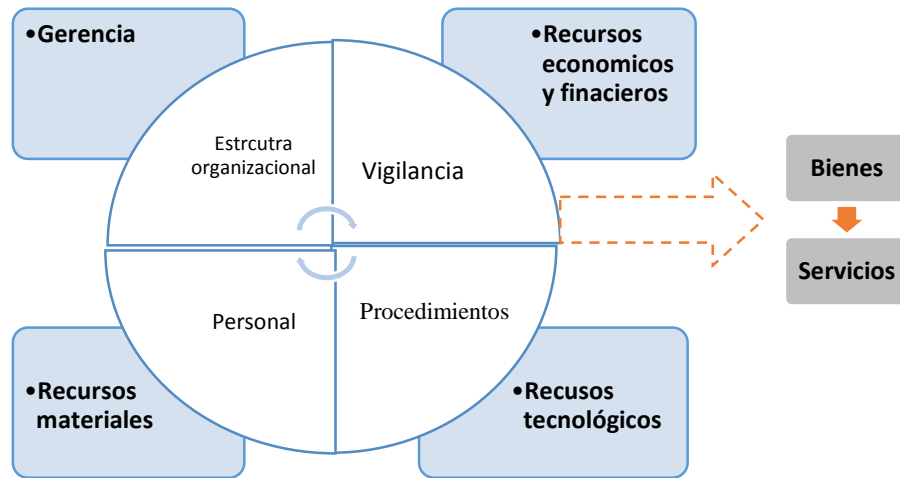 •Gerencia
•Recursos
economicos
y finacieros
Estrcutra
organizacional
Vigilancia
Bienes
Servicios
Personal
Procedimientos
•Recursos
materiales
•Recusos
tecnológicos